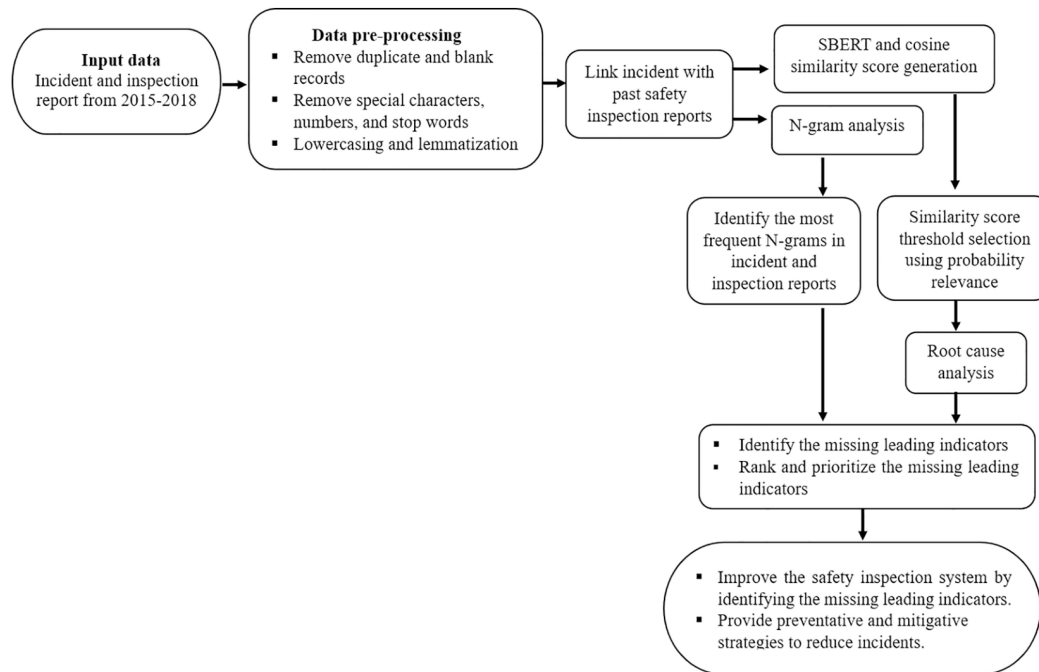 Input data
Incident and inspection
report from 2015-2018
Data pre-processing
▪ Remove duplicate and blank
records
▪ Remove special characters,
numbers, and stop words
▪ Lowercasing and lemmatization
Link incident with
past safety
inspection reports
SBERT and cosine
similarity score generation
N-gram analysis
Identify the most
frequent N-grams in
incident and
inspection reports
Similarity score
threshold selection
using probability
relevance
Root cause
analysis
▪ Identify the missing leading indicators
▪ Rank and prioritize the missing leading
indicators
▪ Improve the safety inspection system by
identifying the missing leading indicators.
▪ Provide preventative and mitigative
strategies to reduce incidents.